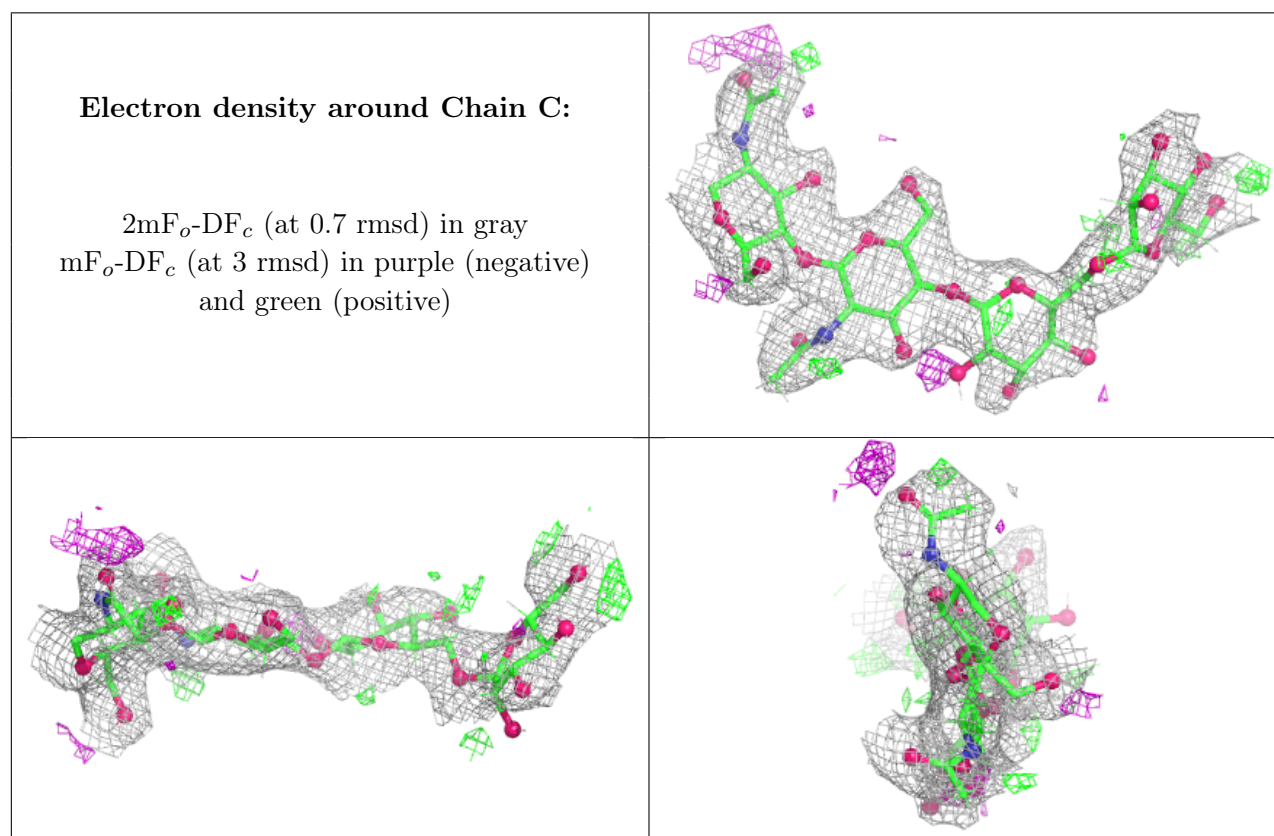 Electron density around Chain C:
2mFₒ-DF𝒸 (at 0.7 rmsd) in gray
mFₒ-DF𝒸 (at 3 rmsd) in purple (negative)
and green (positive)